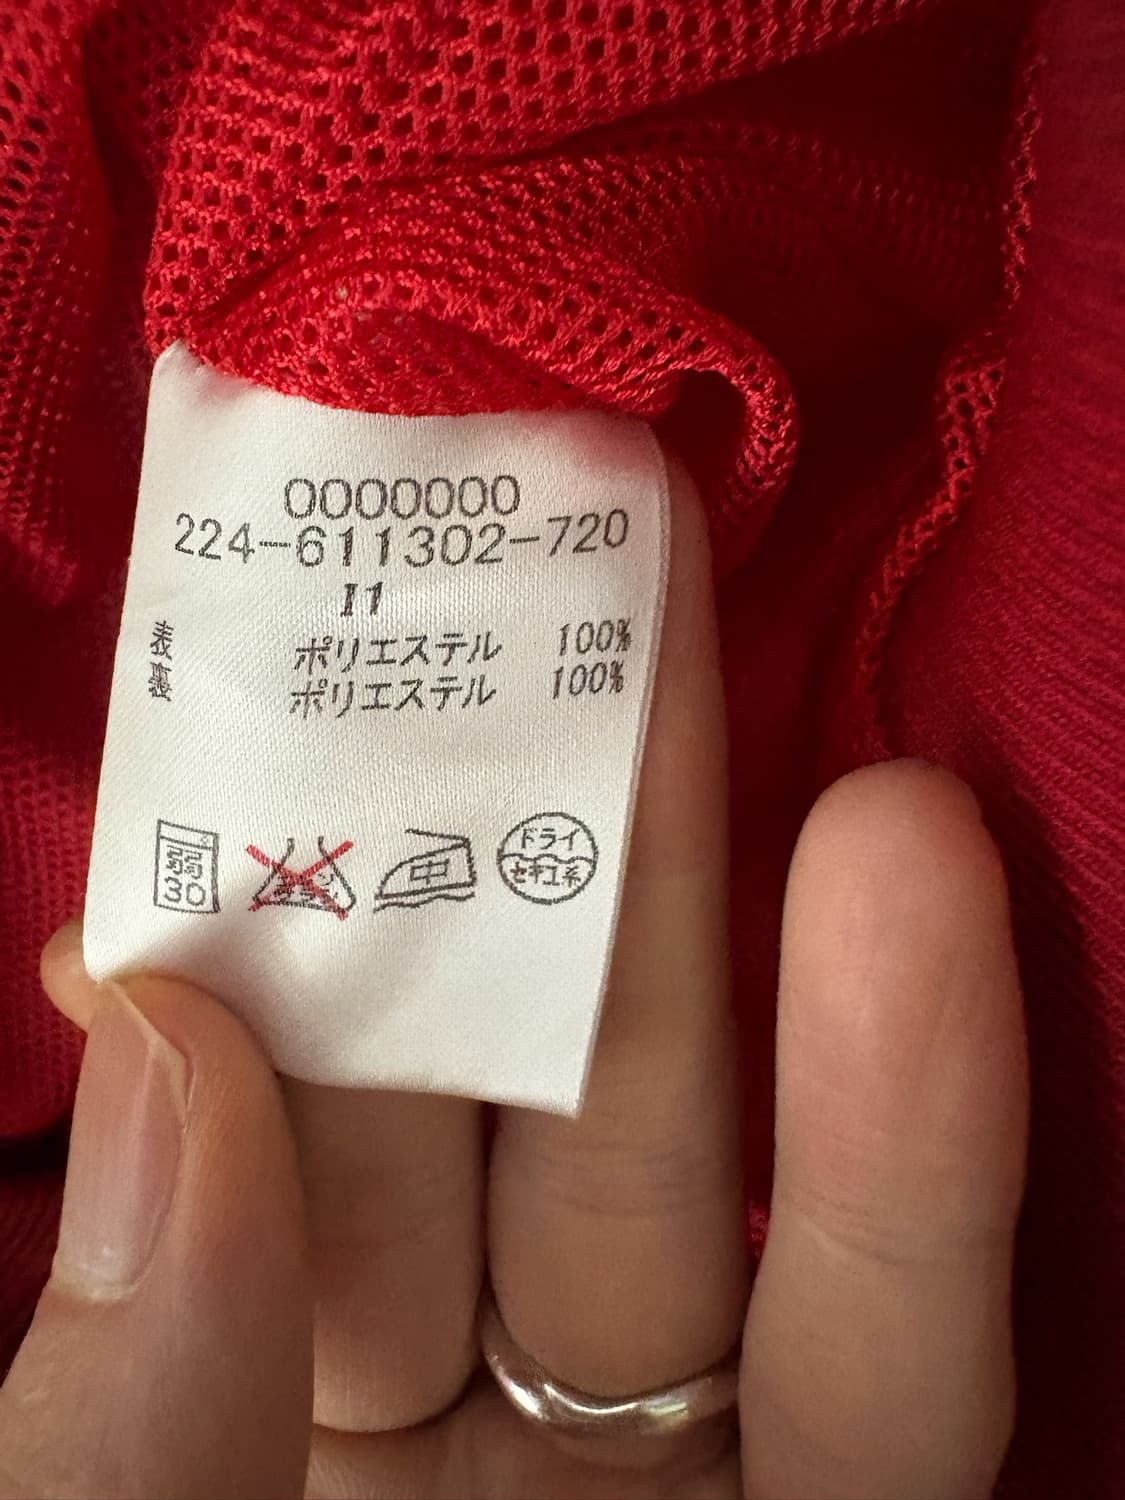 0000000
224-611302-720
I1
表 ポリエステル 100%
裏 ポリエステル 100%
弱
30
中
ドライ
セキユ系